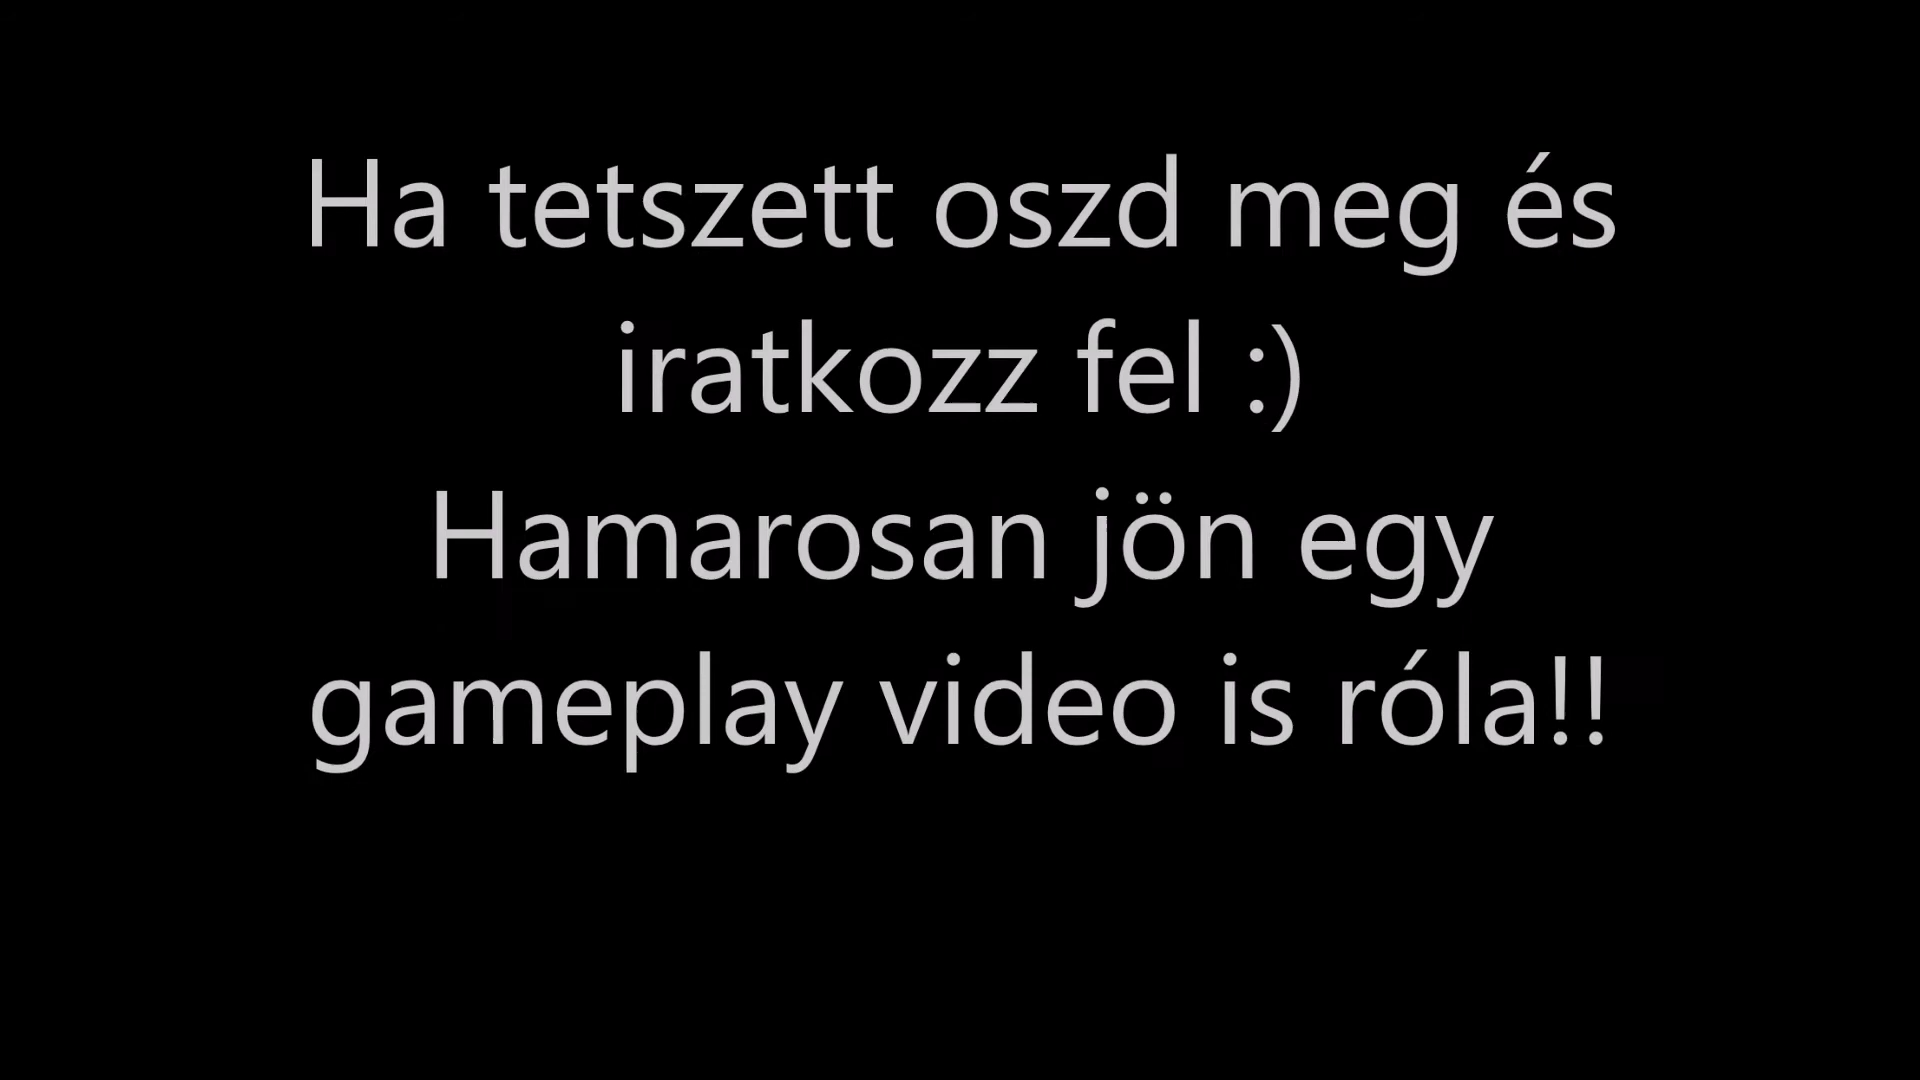 Ha tetszett oszd meg és
iratkozz fel :)
Hamarosan jön egy
gameplay video is róla!!